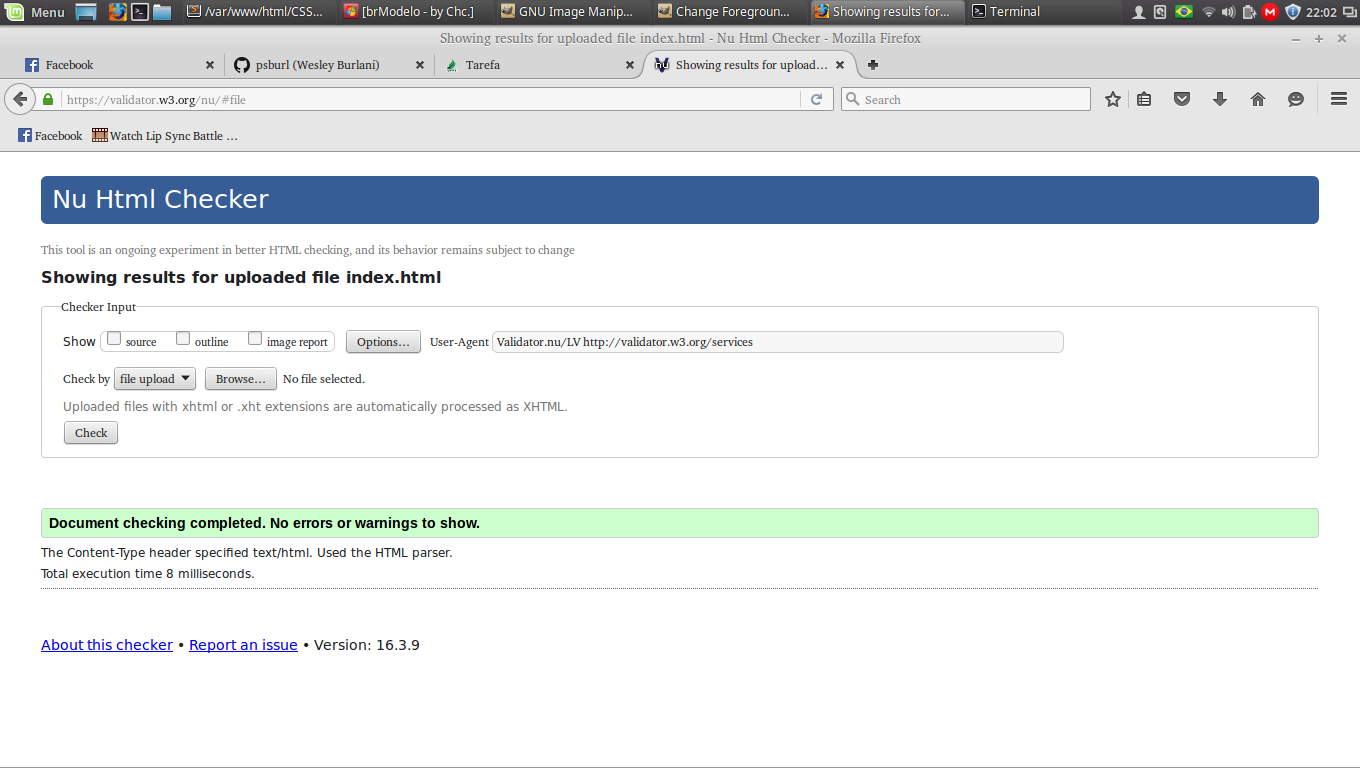 Menu /var/www/html/CSS... [brModelo - by Chc.] GNU Image Manip... Change Foregroun... Showing results for... Terminal 22:02
Showing results for uploaded file index.html - Nu Html Checker - Mozilla Firefox
Facebook psburl (Wesley Burlani) Tarefa Showing results for upload...
https://validator.w3.org/nu/#file Search
Facebook Watch Lip Sync Battle ...
Nu Html Checker
This tool is an ongoing experiment in better HTML checking, and its behavior remains subject to change
Showing results for uploaded file index.html
Checker Input
Show source outline image report Options... User-Agent Validator.nu/LV http://validator.w3.org/services
Check by file upload Browse... No file selected.
Uploaded files with xhtml or .xht extensions are automatically processed as XHTML.
Check
Document checking completed. No errors or warnings to show.
The Content-Type header specified text/html. Used the HTML parser.
Total execution time 8 milliseconds.
About this checker • Report an issue • Version: 16.3.9